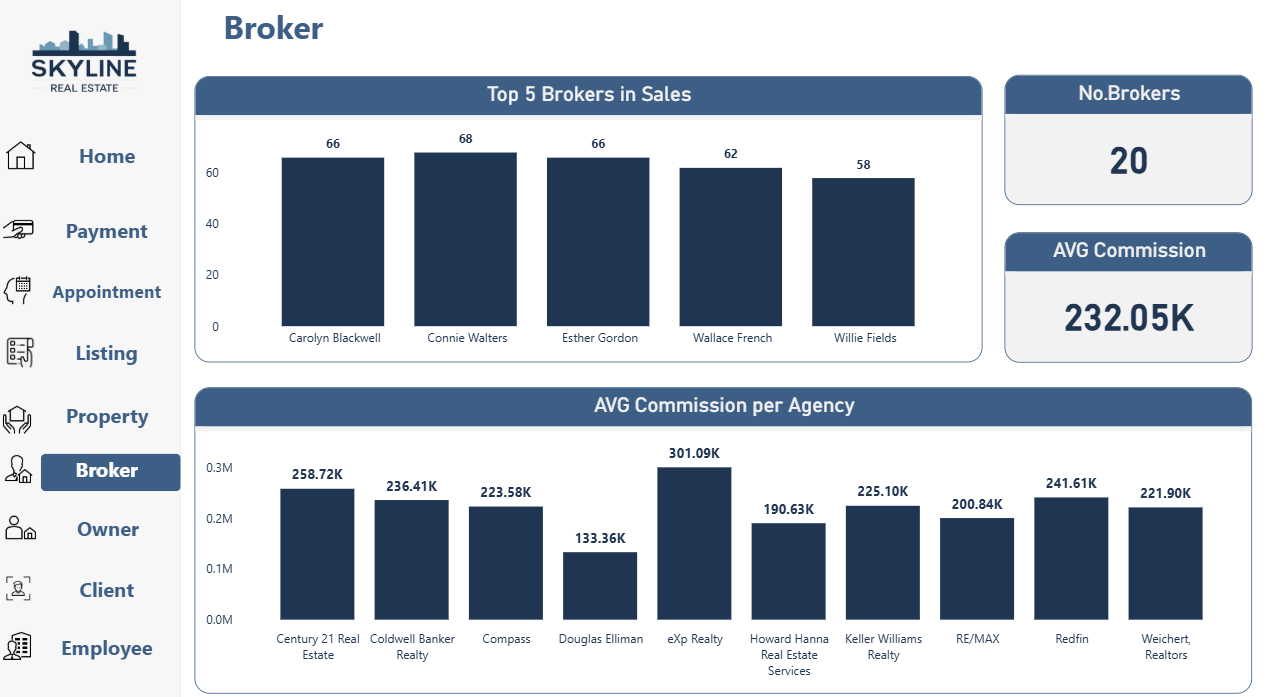 SKYLINE
REAL ESTATE
Home
Payment
Appointment
Listing
Property
Broker
Owner
Client
Employee
Broker
Top 5 Brokers in Sales
66
68
66
62
58
60
40
20
0
Carolyn Blackwell
Connie Walters
Esther Gordon
Wallace French
Willie Fields
No.Brokers
20
AVG Commission
232.05K
AVG Commission per Agency
0.3M
0.2M
0.1M
0.0M
258.72K
236.41K
223.58K
133.36K
301.09K
190.63K
225.10K
200.84K
241.61K
221.90K
Century 21 Real
Estate
Coldwell Banker
Realty
Compass
Douglas Elliman
eXp Realty
Howard Hanna
Real Estate
Services
Keller Williams
Realty
RE/MAX
Redfin
Weichert,
Realtors